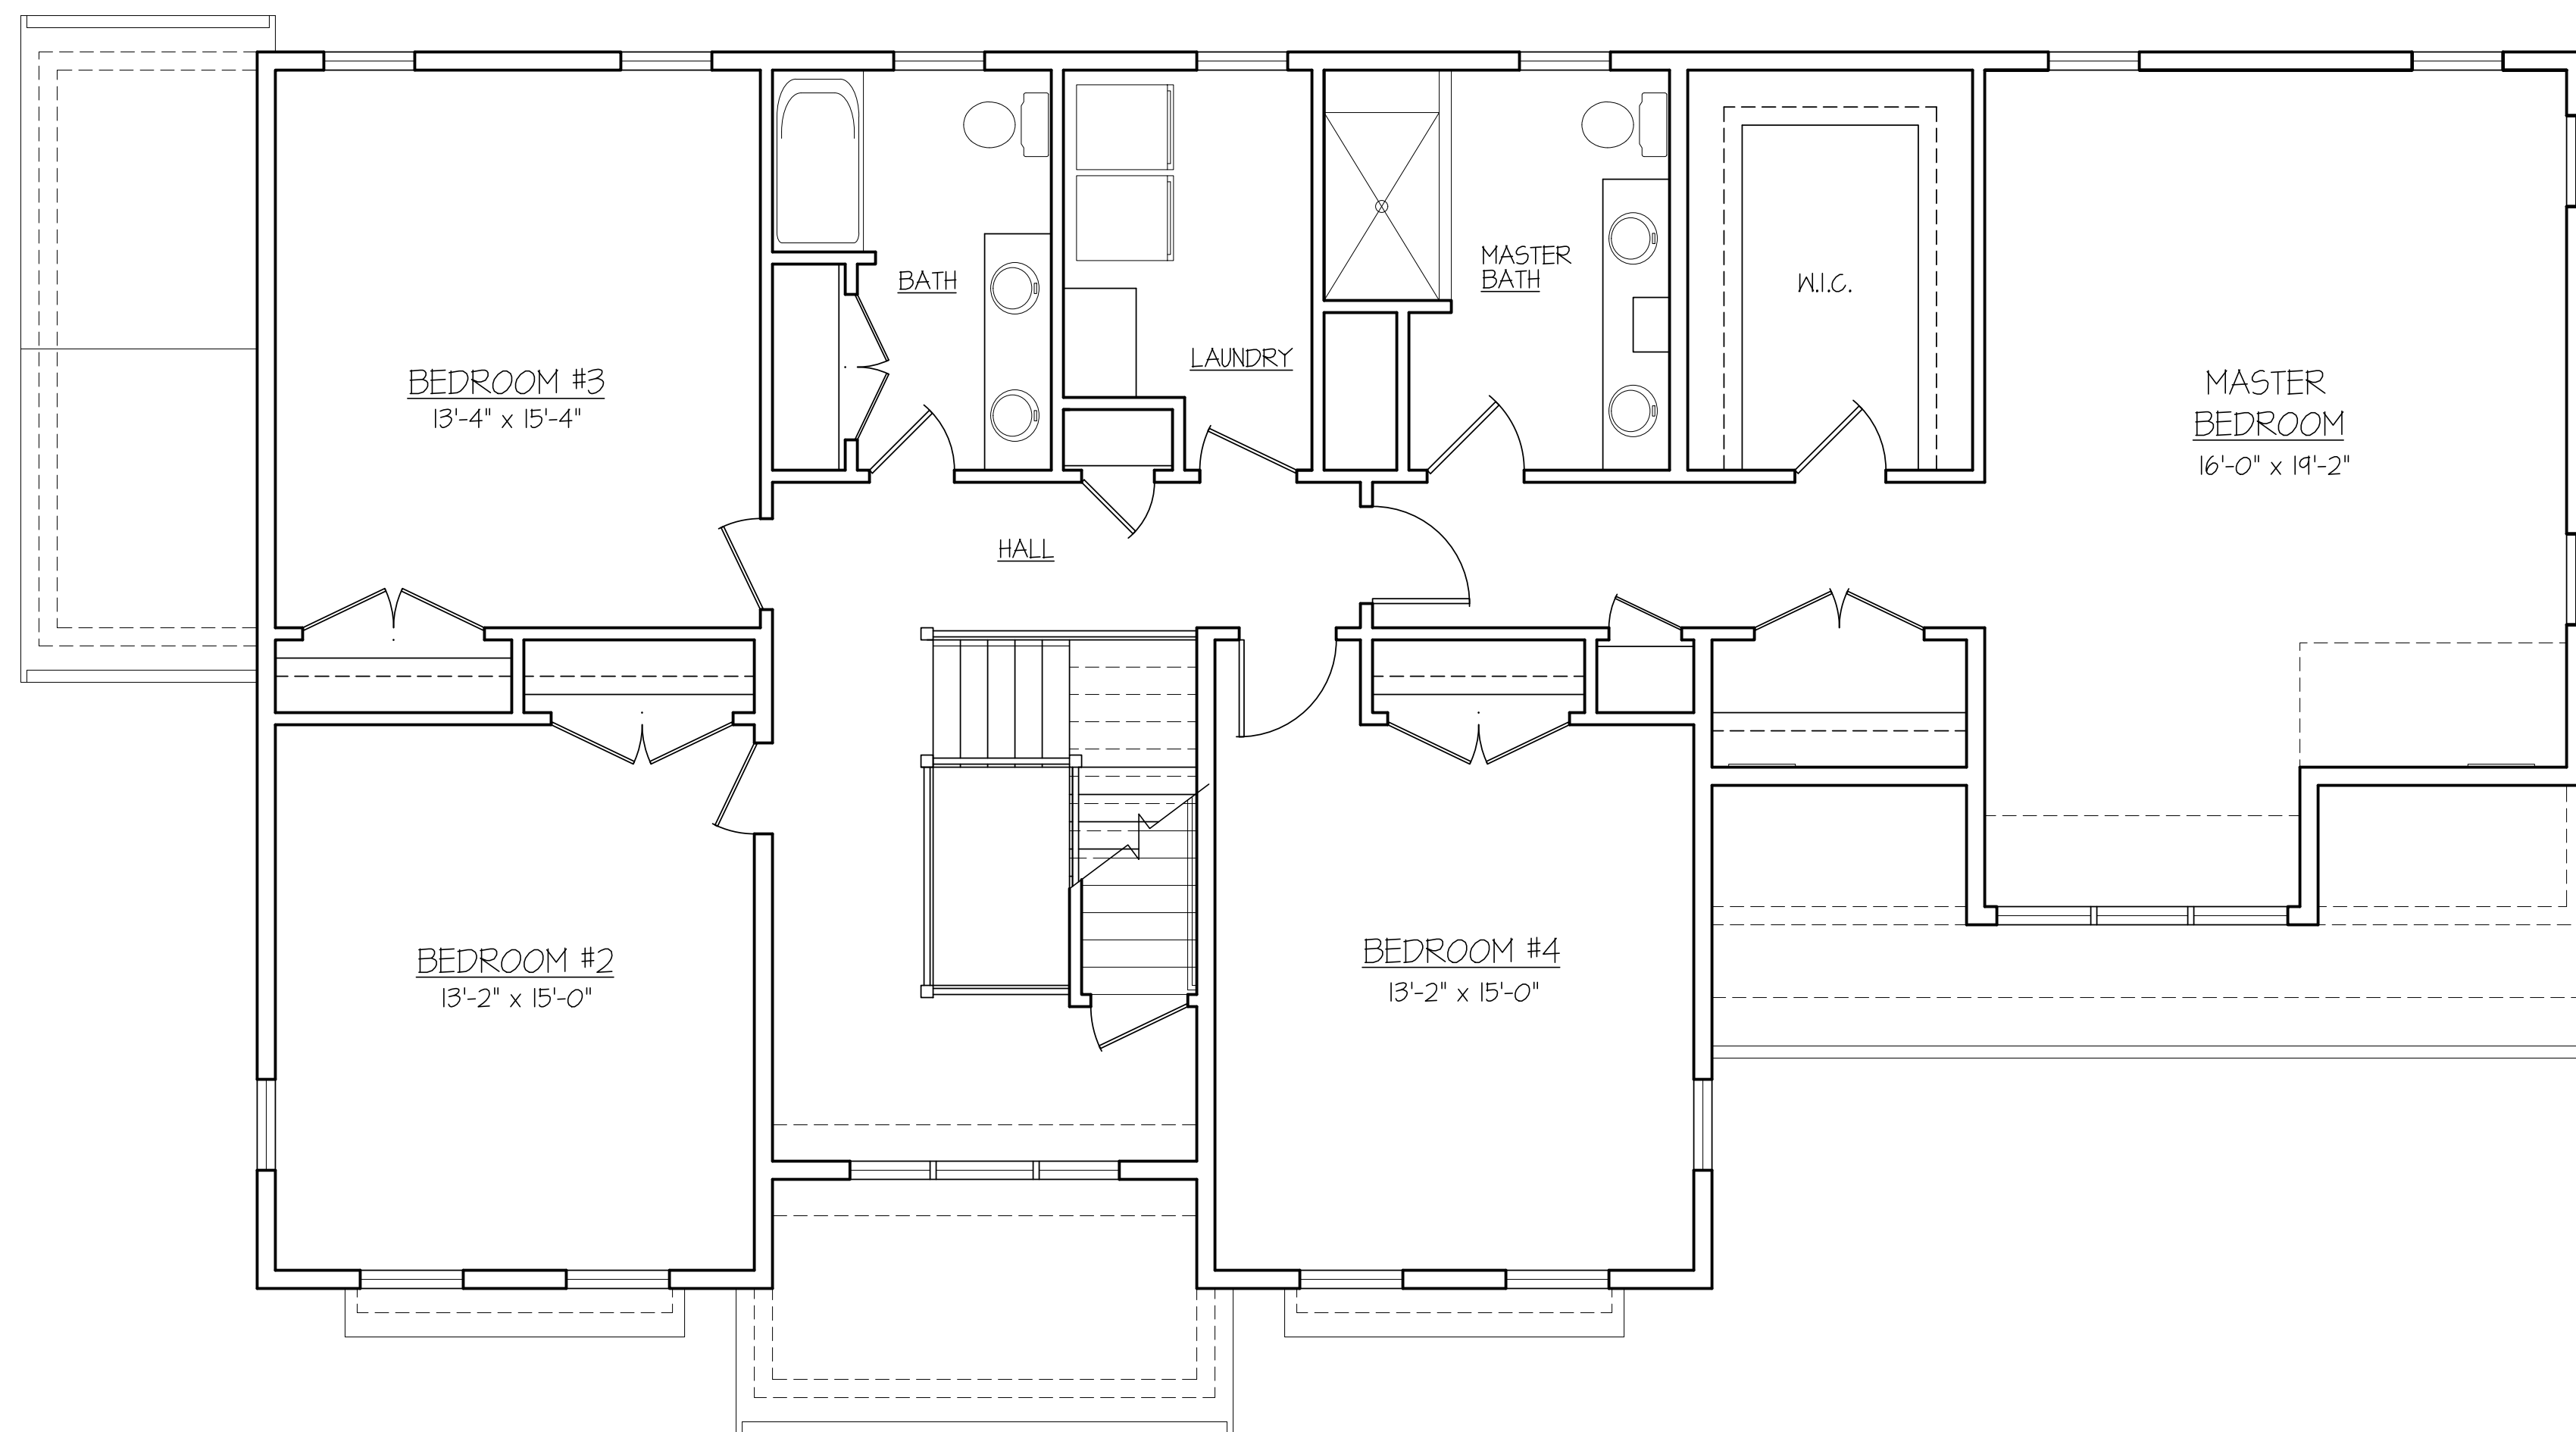 BEDROOM #3
13'-4" x 15'-4"
BATH
LAUNDRY
MASTER
BATH
W.I.C.
MASTER
BEDROOM
16'-0" x 19'-2"
HALL
BEDROOM #2
13'-2" x 15'-0"
BEDROOM #4
13'-2" x 15'-0"